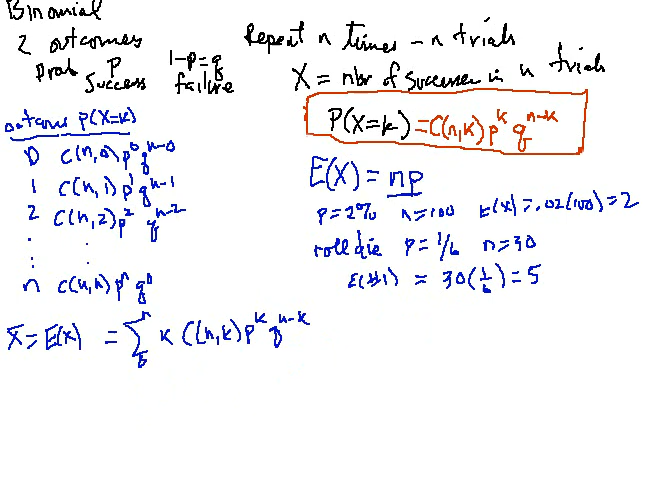 Binomial
2 outcomes
prob p 1-p=q
success failure
Repeat n times – n trials
X = nbr of successes in n trials
P(X=k) = C(n,k) p^k q^{n-k}
outcomes P(X=k)
0 C(n,0) p^0 q^{n-0}
1 C(n,1) p^1 q^{n-1}
2 C(n,2) p^2 q^{n-2}
. .
: :
n C(n,n) p^n q^0
x̄ = E(x) = ∑ k C(n,k) p^k q^{n-k}
E(X) = np
p=2% n=100 E(x)=.02(100)=2
roll die p=1/6 n=30
E(#1) = 30(1/6)=5